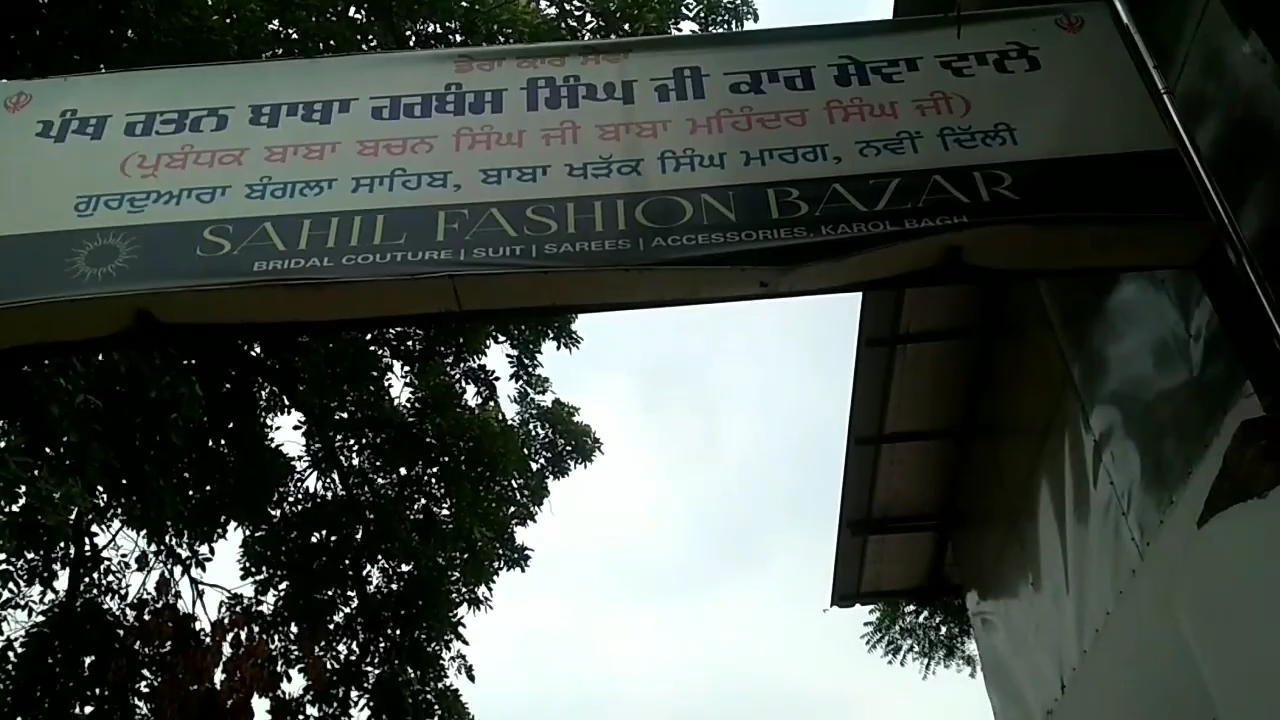 ਡੇਰਾ ਕਾਰ ਸੇਵਾ
ਪੰਥ ਰਤਨ ਬਾਬਾ ਹਰਬੰਸ ਸਿੰਘ ਜੀ ਕਾਰ ਸੇਵਾ ਵਾਲੇ
(ਪ੍ਰਬੰਧਕ ਬਾਬਾ ਬਚਨ ਸਿੰਘ ਜੀ ਬਾਬਾ ਮਹਿੰਦਰ ਸਿੰਘ ਜੀ)
ਗੁਰਦੁਆਰਾ ਬੰਗਲਾ ਸਾਹਿਬ, ਬਾਬਾ ਖੜੱਕ ਸਿੰਘ ਮਾਰਗ, ਨਵੀਂ ਦਿੱਲੀ
SAHIL FASHION BAZAR
BRIDAL COUTURE | SUIT | SAREES | ACCESSORIES, KAROL BAGH